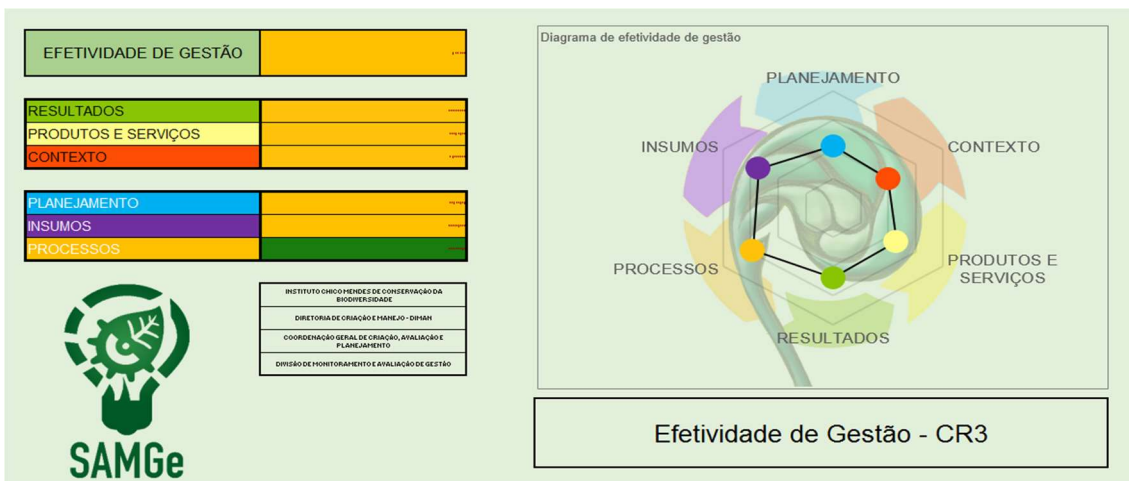 EFETIVIDADE DE GESTÃO
RESULTADOS
PRODUTOS E SERVIÇOS
CONTEXTO
PLANEJAMENTO
INSUMOS
PROCESSOS
INSTITUTO CHICO MENDES DE CONSERVAÇÃO DA
BIODIVERSIDADE
DIRETORIA DE CRIAÇÃO E MANEJO - DIMAN
COORDENAÇÃO GERAL DE CRIAÇÃO, AVALIAÇÃO E
PLANEJAMENTO
DIVISÃO DE MONITORAMENTO E AVALIAÇÃO DE GESTÃO
SAMGe
Diagrama de efetividade de gestão
PLANEJAMENTO
INSUMOS
CONTEXTO
PROCESSOS
PRODUTOS E
SERVIÇOS
RESULTADOS
Efetividade de Gestão - CR3